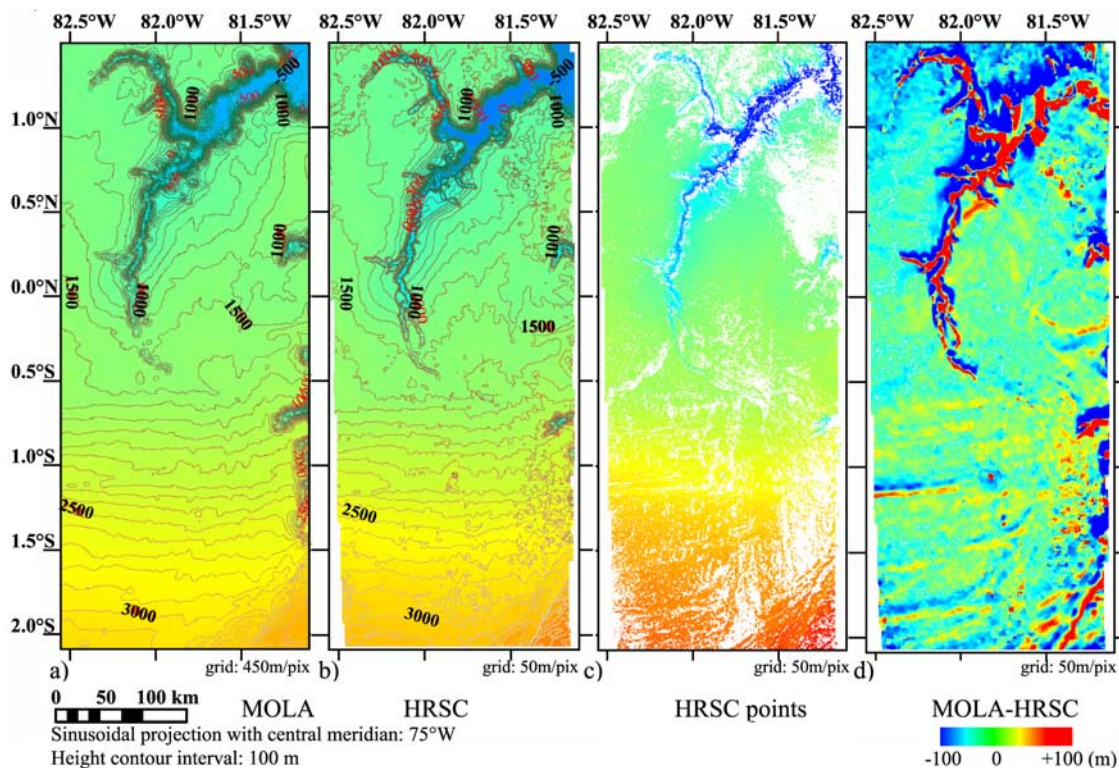 82.5°W 82.0°W 81.5°W 82.5°W 82.0°W 81.5°W 82.5°W 82.0°W 81.5°W 82.5°W 82.0°W 81.5°W
1.0°N
0.5°N
0.0°N
0.5°S
1.0°S
1.5°S
2.0°S
1000 500 -500 1000
1000 -500 1000
1000 1000
1500 1000 1500
1500 1000 1500
2500 2500
3000 3000
a) grid: 450m/pix b) grid: 50m/pix c) grid: 50m/pix d) grid: 50m/pix
0 50 100 km MOLA HRSC HRSC points MOLA-HRSC
Sinusoidal projection with central meridian: 75°W
Height contour interval: 100 m
-100 0 +100 (m)